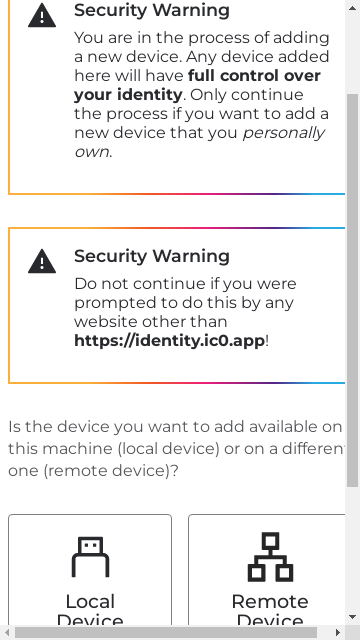 Security Warning
You are in the process of adding
a new device. Any device added
here will have full control over
your identity. Only continue
the process if you want to add a
new device that you personally
own.
Security Warning
Do not continue if you were
prompted to do this by any
website other than
https://identity.ic0.app!
Is the device you want to add available on
this machine (local device) or on a different
one (remote device)?
Local
Device
Remote
Device